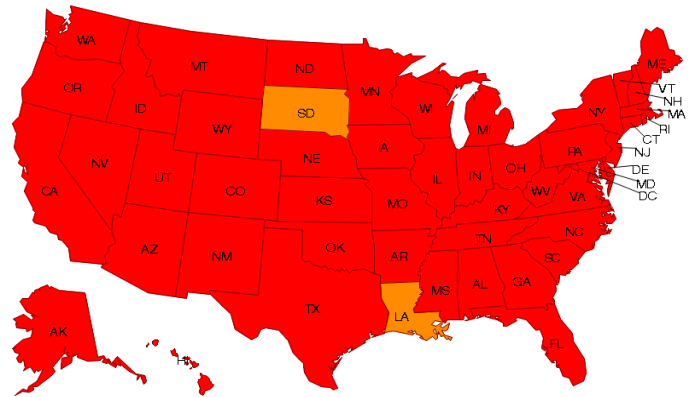 WA
MT
ND
MN
ME
VT
NH
MA
RI
CT
OR
ID
WY
SD
WI
MI
NY
NJ
PA
DE
MD
DC
NV
UT
CO
NE
IA
IL
IN
OH
WV
VA
CA
KS
MO
KY
AZ
NM
OK
AR
TN
NC
SC
TX
LA
MS
AL
GA
FL
AK
HI